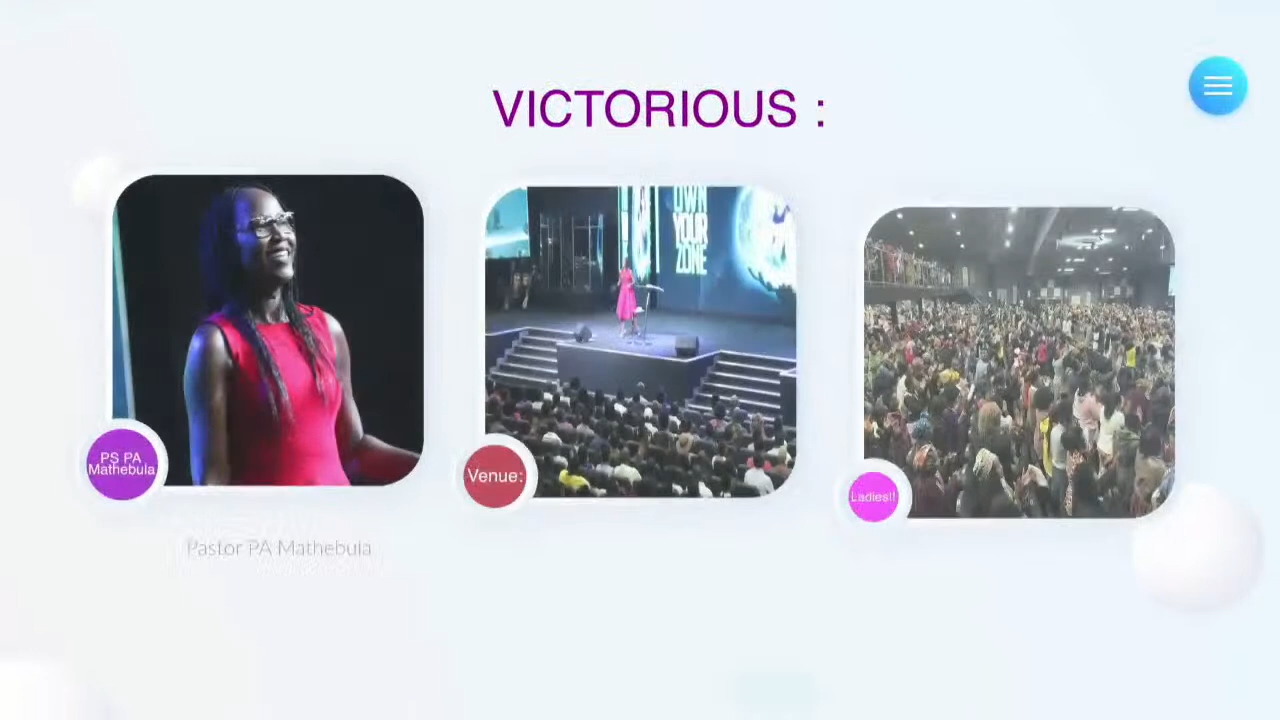 VICTORIOUS :
OWN
YOUR
ZONE
PS PA
Mathebula
Venue:
Ladies!!
Pastor PA Mathebula